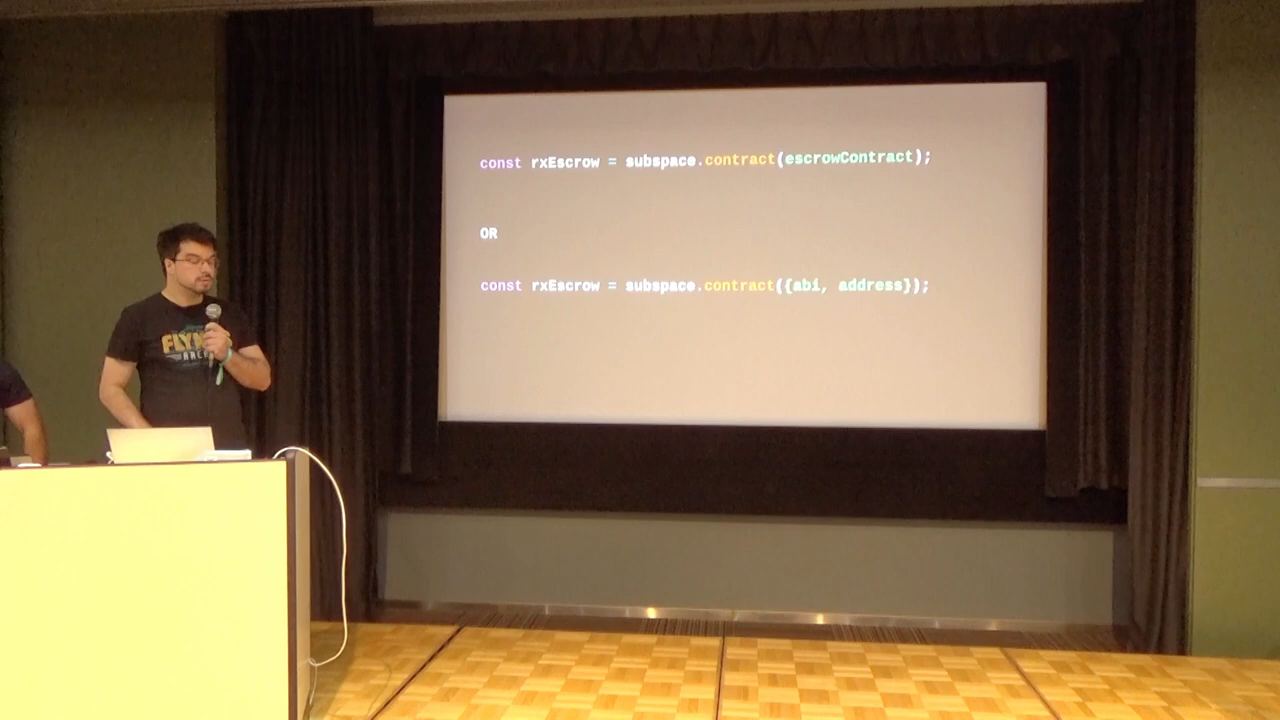 const rxEscrow = subspace.contract(escrowContract);
OR
const rxEscrow = subspace.contract({abi, address});